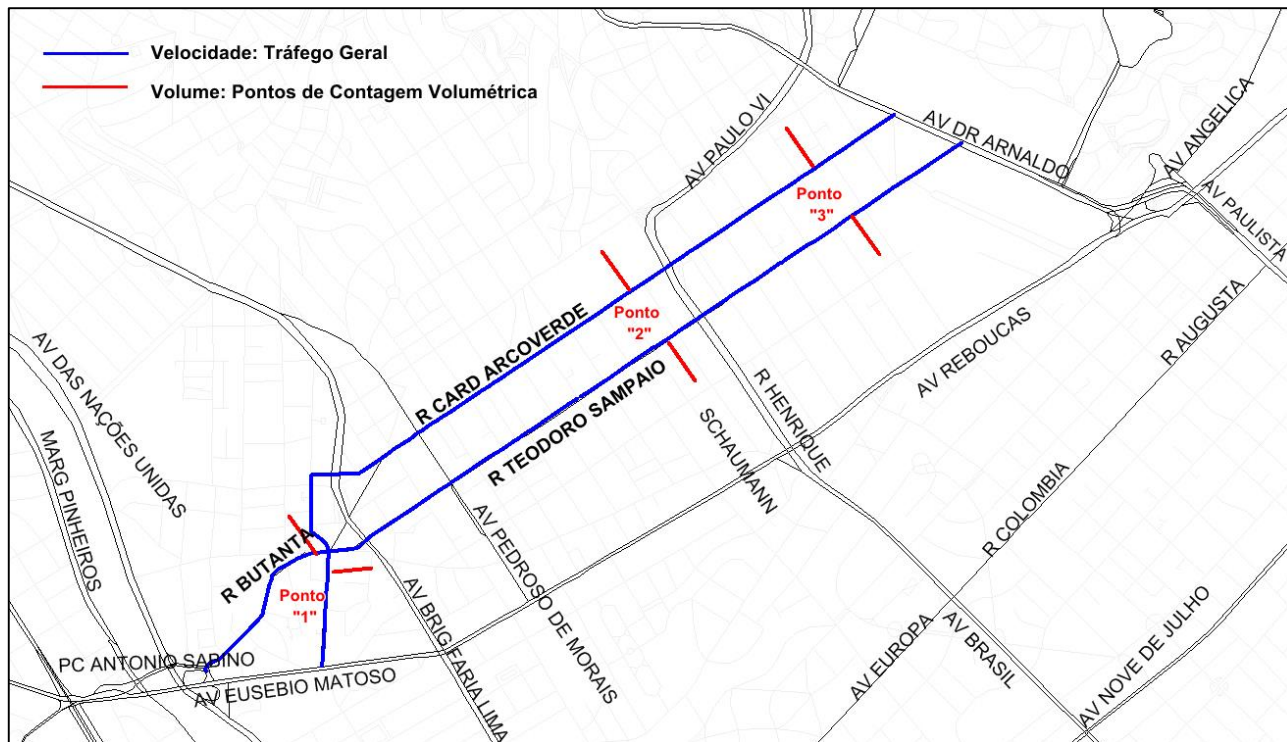 Velocidade: Tráfego Geral
Volume: Pontos de Contagem Volumétrica
AV PAULO VI
AV DR ARNALDO
AV ANGELICA
AV PAULISTA
Ponto
"3"
Ponto
"2"
R CARD ARCOVERDE
R TEODORO SAMPAIO
R HENRIQUE
SCHAUMANN
AV REBOUCAS
R AUGUSTA
AV DAS NAÇÕES UNIDAS
MARG PINHEIROS
R BUTANTA
Ponto
"1"
AV PEDROSO DE MORAIS
R COLOMBIA
AV BRIG FARIA LIMA
PC ANTONIO SABINO
AV EUSEBIO MATOSO
AV EUROPA
AV BRASIL
AV NOVE DE JULHO